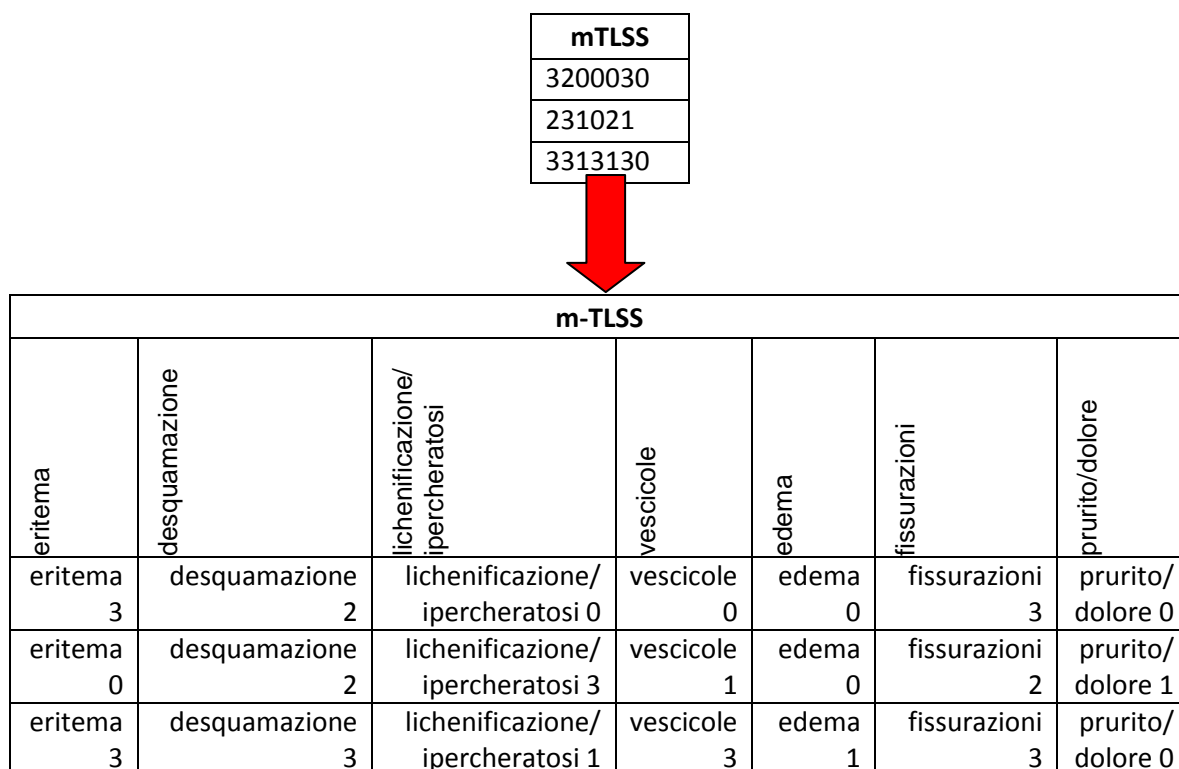 mTLSS
3200030
231021
3313130
m-TLSS
eritema
desquamazione
lichenificazione/
ipercheratosi
vescicole
edema
fissurazioni
prurito/dolore
eritema desquamazione lichenificazione/ vescicole edema fissurazioni prurito/
3 2 ipercheratosi 0 0 0 3 dolore 0
eritema desquamazione lichenificazione/ vescicole edema fissurazioni prurito/
0 2 ipercheratosi 3 1 0 2 dolore 1
eritema desquamazione lichenificazione/ vescicole edema fissurazioni prurito/
3 3 ipercheratosi 1 3 1 3 dolore 0